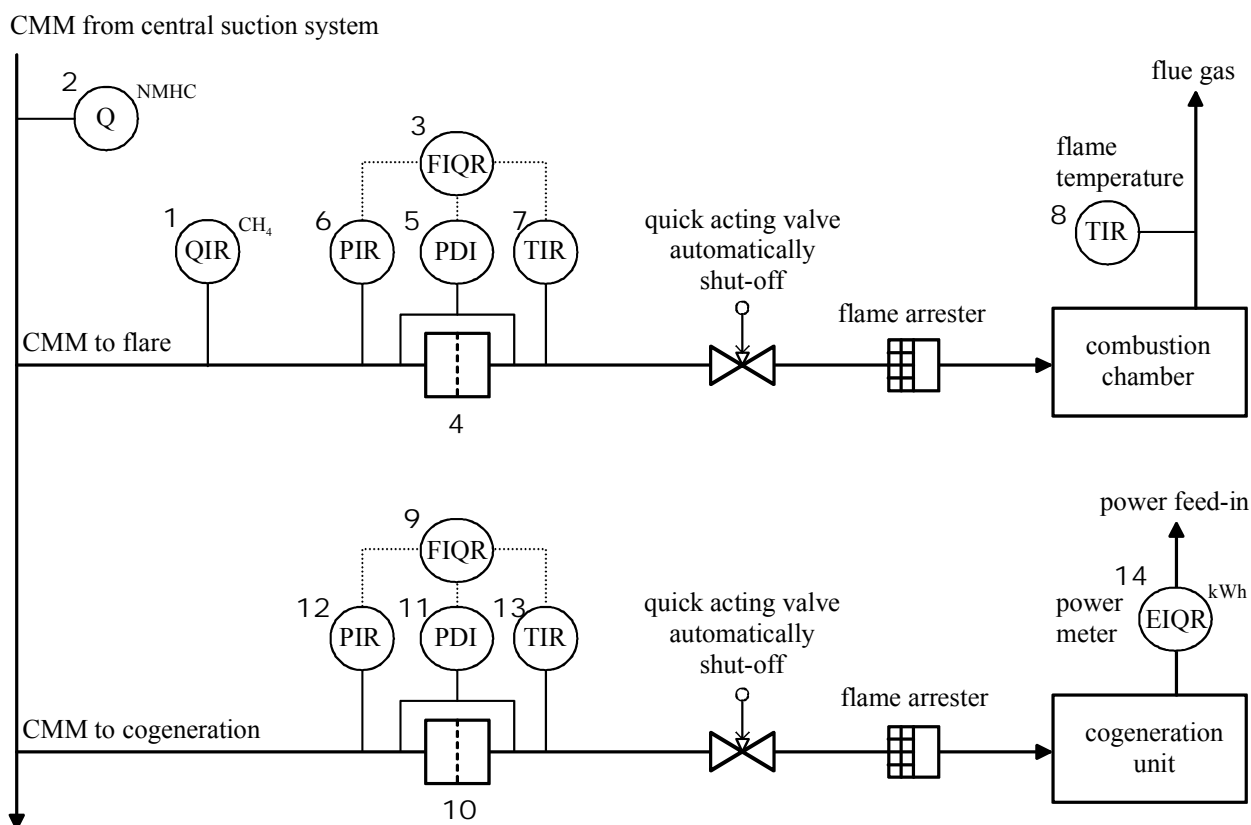 CMM from central suction system
2
NMHC
Q
flue gas
3
FIQR
flame
temperature
8
TIR
1
CH₄
QIR
6
PIR
5
PDI
7
TIR
quick acting valve
automatically
shut-off
flame arrester
CMM to flare
4
combustion
chamber
9
FIQR
power feed-in
14
kWh
power
meter
EIQR
12
PIR
11
PDI
13
TIR
quick acting valve
automatically
shut-off
flame arrester
CMM to cogeneration
10
cogeneration
unit